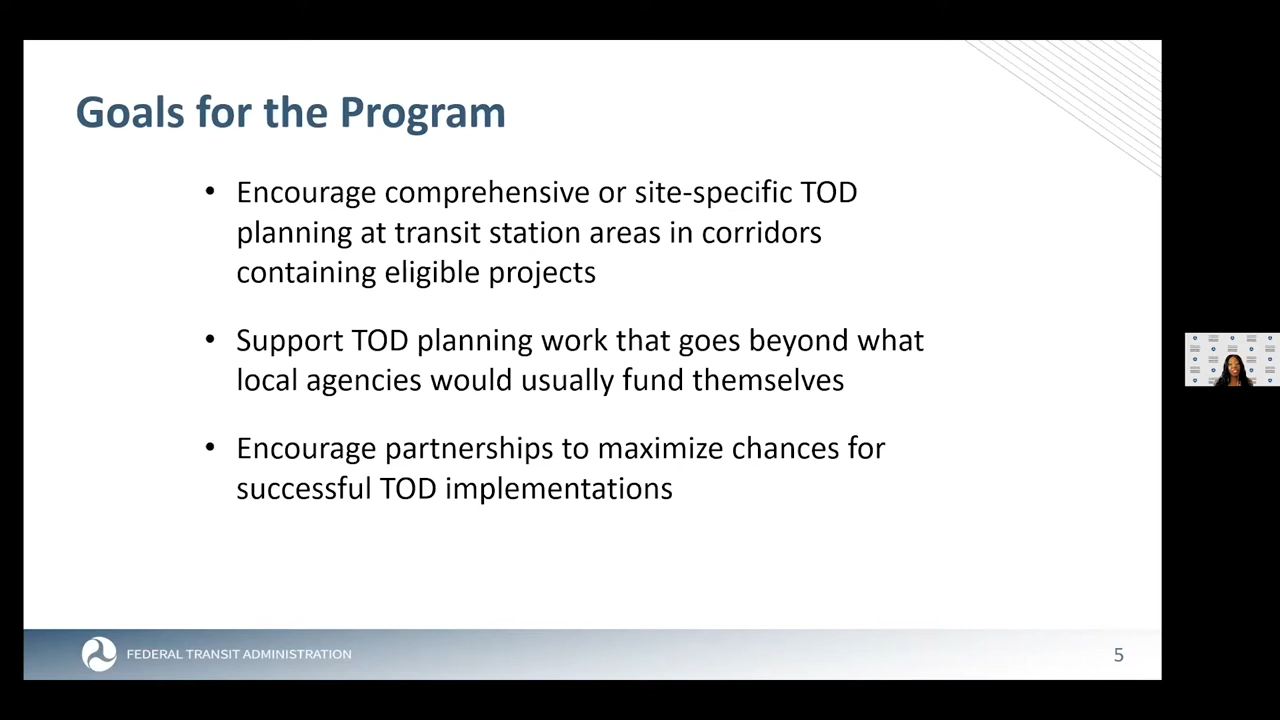 Goals for the Program
• Encourage comprehensive or site-specific TOD
planning at transit station areas in corridors
containing eligible projects
• Support TOD planning work that goes beyond what
local agencies would usually fund themselves
• Encourage partnerships to maximize chances for
successful TOD implementations
FEDERAL TRANSIT ADMINISTRATION
5